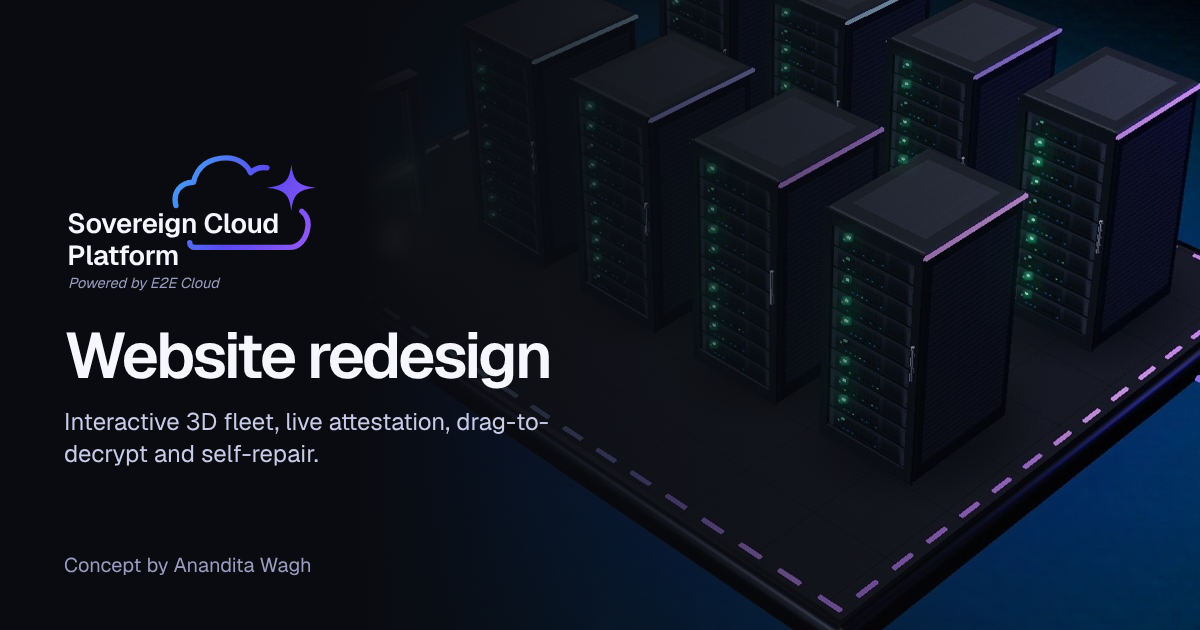 Sovereign Cloud
Platform
Powered by E2E Cloud
Website redesign
Interactive 3D fleet, live attestation, drag-to-
decrypt and self-repair.
Concept by Anandita Wagh